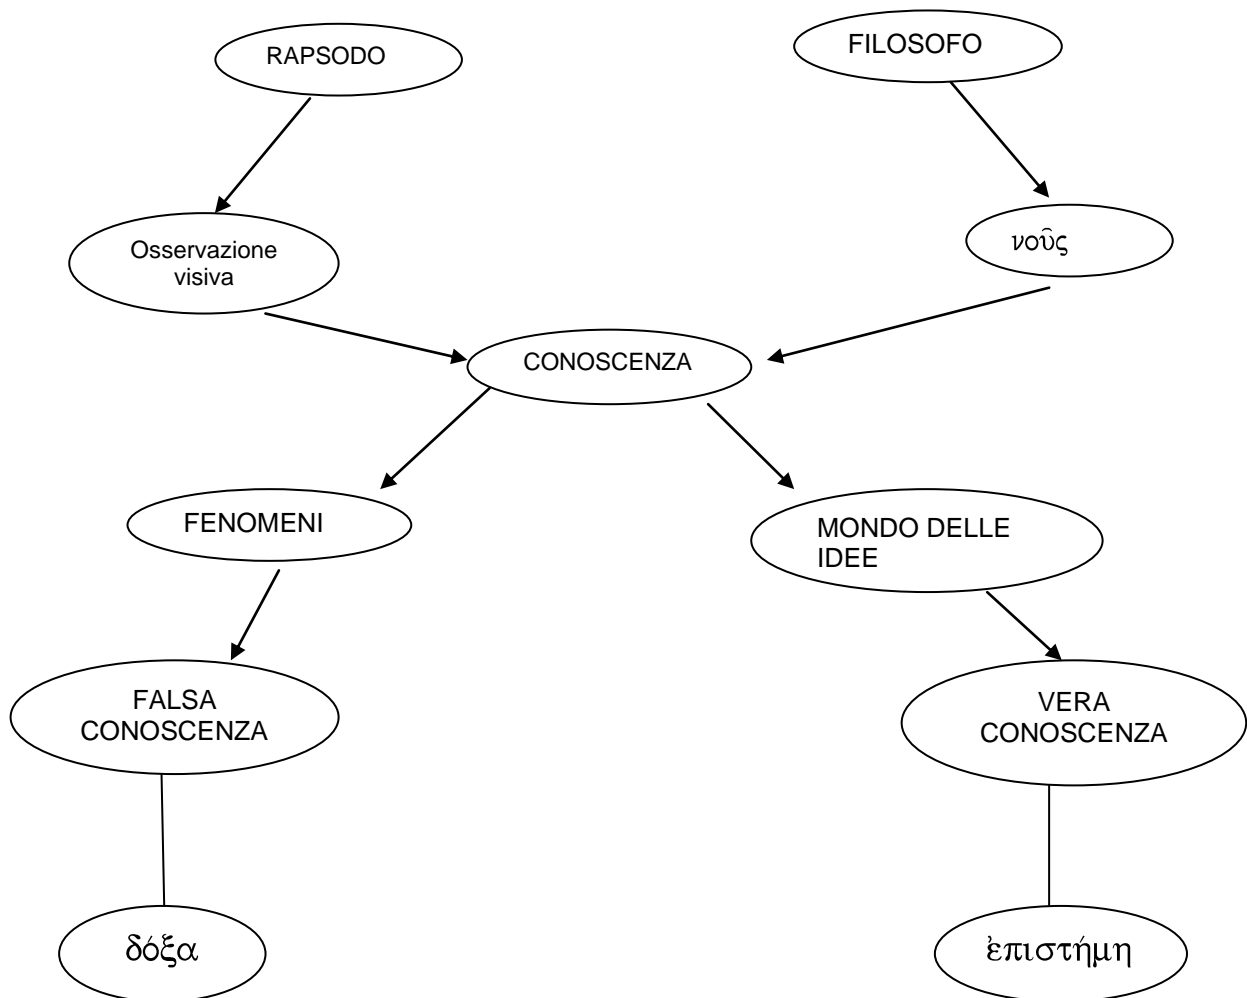 RAPSODO
FILOSOFO
Osservazione
visiva
νοῦς
CONOSCENZA
FENOMENI
MONDO DELLE
IDEE
FALSA
CONOSCENZA
VERA
CONOSCENZA
δόξα
ἐπιστήμη